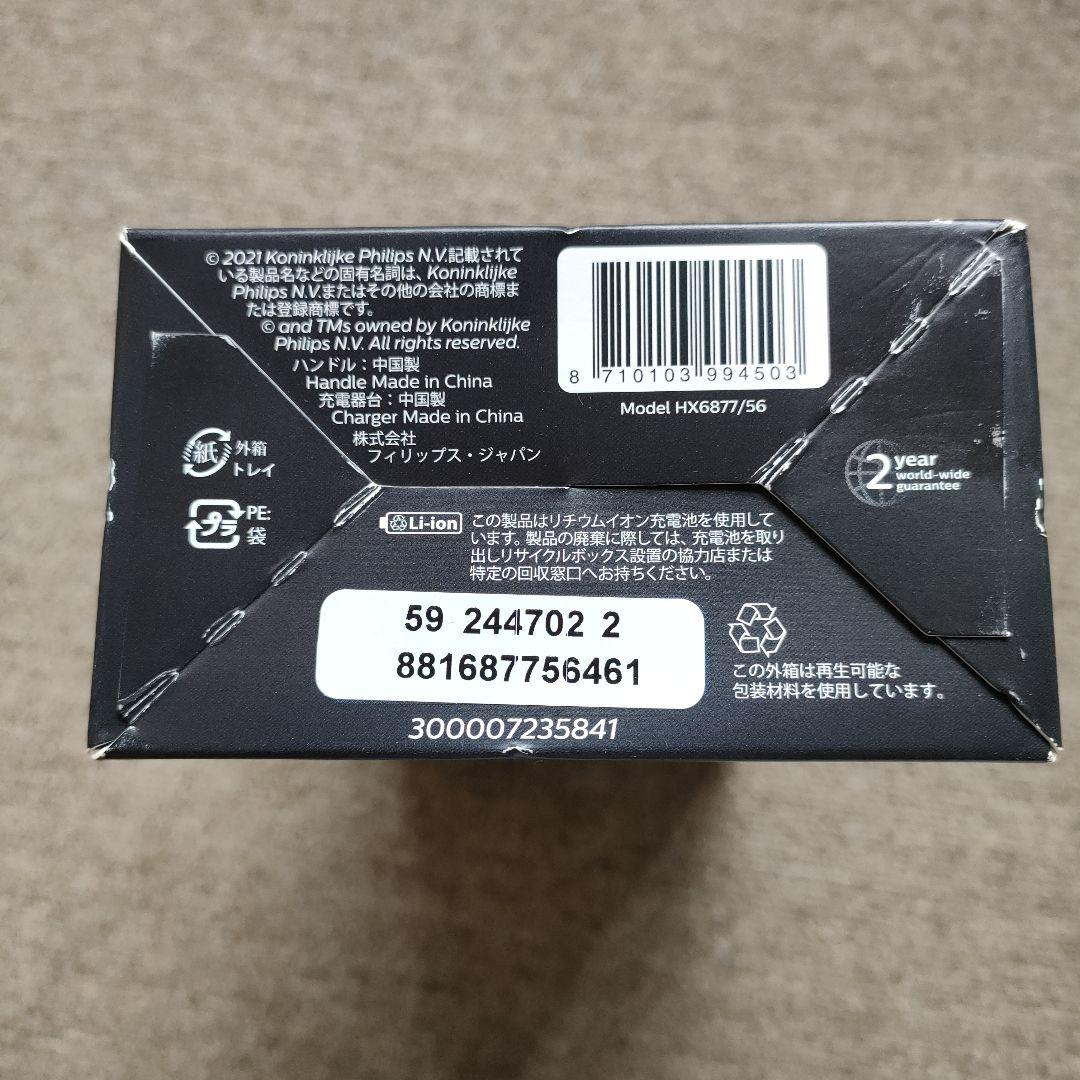 © 2021 Koninklijke Philips N.V.記載されて
いる製品名などの固有名詞は、Koninklijke
Philips N.V.またはその他の会社の商標ま
たは登録商標です。
© and TMs owned by Koninklijke
Philips N.V. All rights reserved.
ハンドル：中国製
Handle Made in China
充電器台：中国製
Charger Made in China
株式会社
フィリップス・ジャパン
8 710103 994503
Model HX6877/56
紙 外箱
トレイ
プラ PE:
袋
2 year
world-wide
guarantee
Li-ion
この製品はリチウムイオン充電池を使用して
います。製品の廃棄に際しては、充電池を取り
出しリサイクルボックス設置の協力店または
特定の回収窓口へお持ちください。
59 244702 2
881687756461
300007235841
この外箱は再生可能な
包装材料を使用しています。